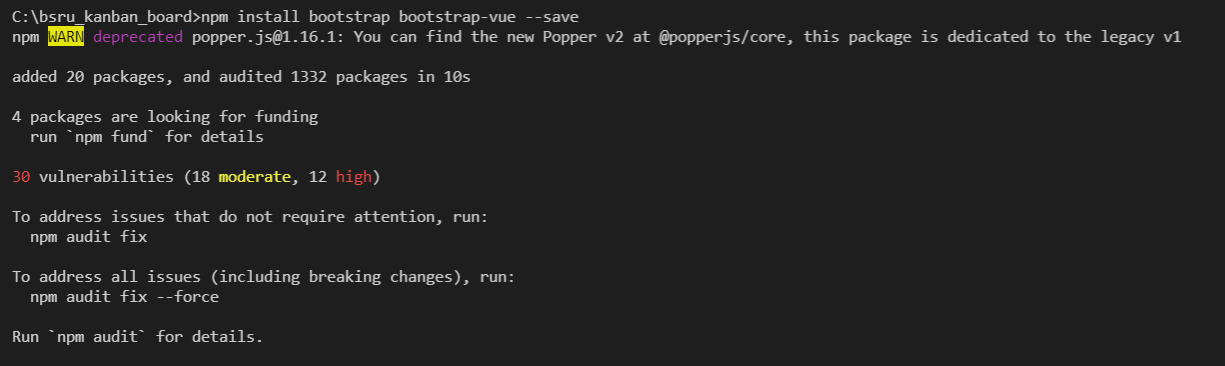 C:\bsru_kanban_board>npm install bootstrap bootstrap-vue --save
npm WARN deprecated popper.js@1.16.1: You can find the new Popper v2 at @popperjs/core, this package is dedicated to the legacy v1
added 20 packages, and audited 1332 packages in 10s
4 packages are looking for funding
  run `npm fund` for details
30 vulnerabilities (18 moderate, 12 high)
To address issues that do not require attention, run:
  npm audit fix
To address all issues (including breaking changes), run:
  npm audit fix --force
Run `npm audit` for details.